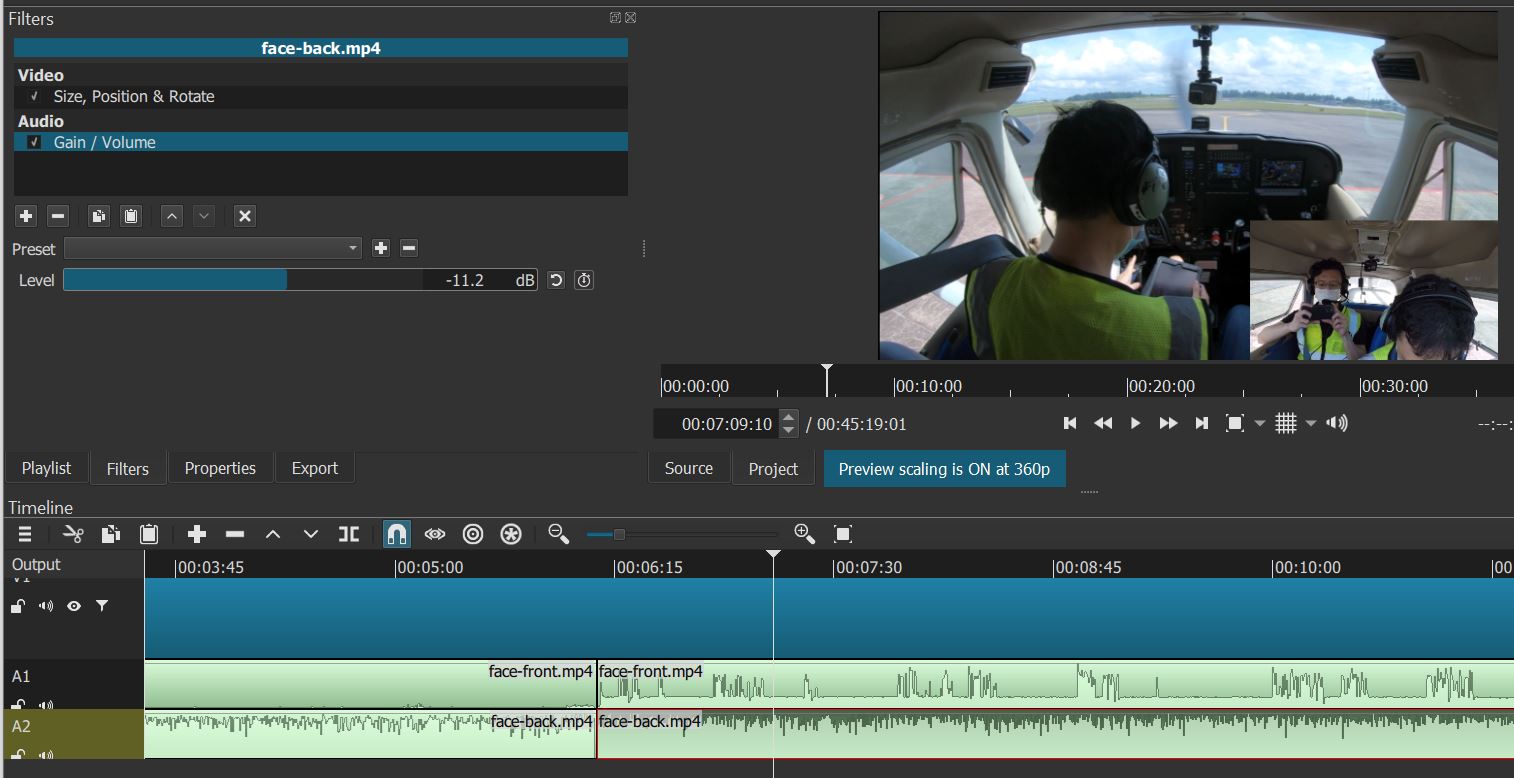 Filters
face-back.mp4
Video
Size, Position & Rotate
Audio
Gain / Volume
Preset
Level -11.2 dB
00:00:00 00:10:00 00:20:00 00:30:00
00:07:09:10 / 00:45:19:01 --:--:
Playlist Filters Properties Export
Source Project Preview scaling is ON at 360p
Timeline
Output 00:03:45 00:05:00 00:06:15 00:07:30 00:08:45 00:10:00 00
V1
A1 face-front.mp4 face-front.mp4
A2 face-back.mp4 face-back.mp4